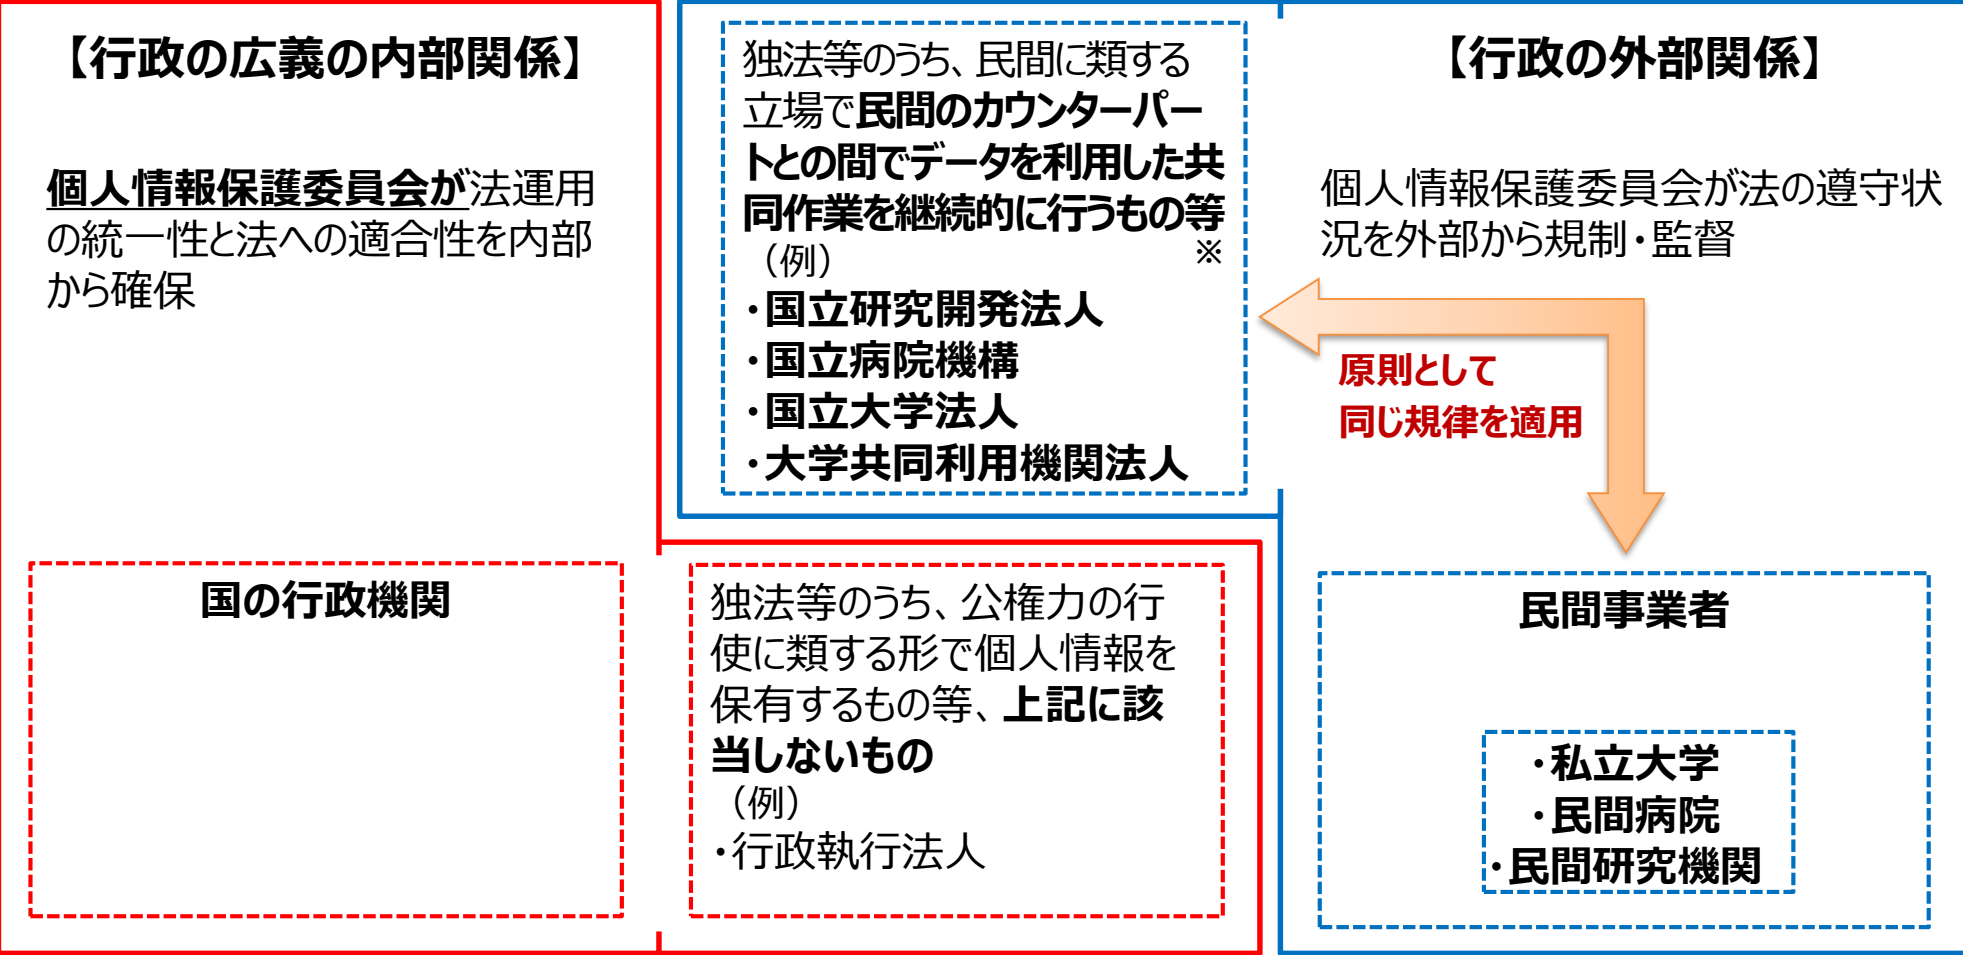 【行政の広義の内部関係】
個人情報保護委員会が法運用
の統一性と法への適合性を内部
から確保
国の行政機関
独法等のうち、民間に類する
立場で民間のカウンターパー
トとの間でデータを利用した共
同作業を継続的に行うもの等
（例）
※
・国立研究開発法人
・国立病院機構
・国立大学法人
・大学共同利用機関法人
独法等のうち、公権力の行
使に類する形で個人情報を
保有するもの等、上記に該
当しないもの
（例）
・行政執行法人
【行政の外部関係】
個人情報保護委員会が法の遵守状
況を外部から規制・監督
原則として
同じ規律を適用
民間事業者
・私立大学
・民間病院
・民間研究機関